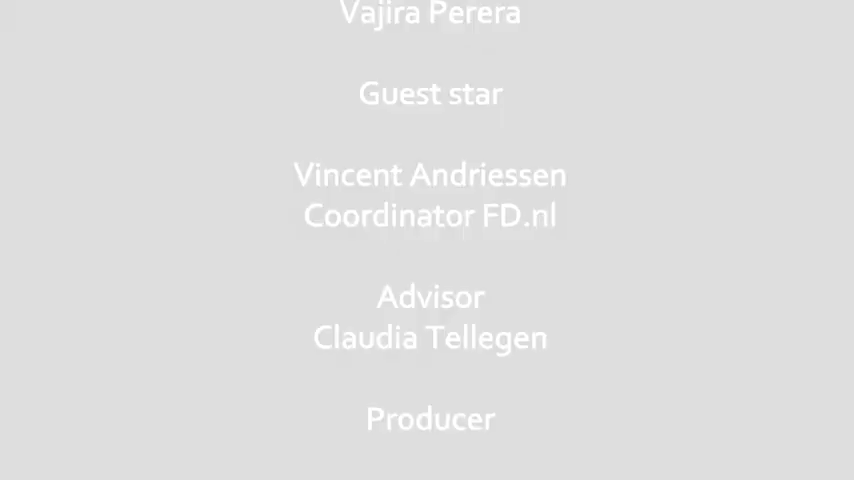 Vajira Perera
Guest star
Vincent Andriessen
Coordinator FD.nl
Advisor
Claudia Tellegen
Producer